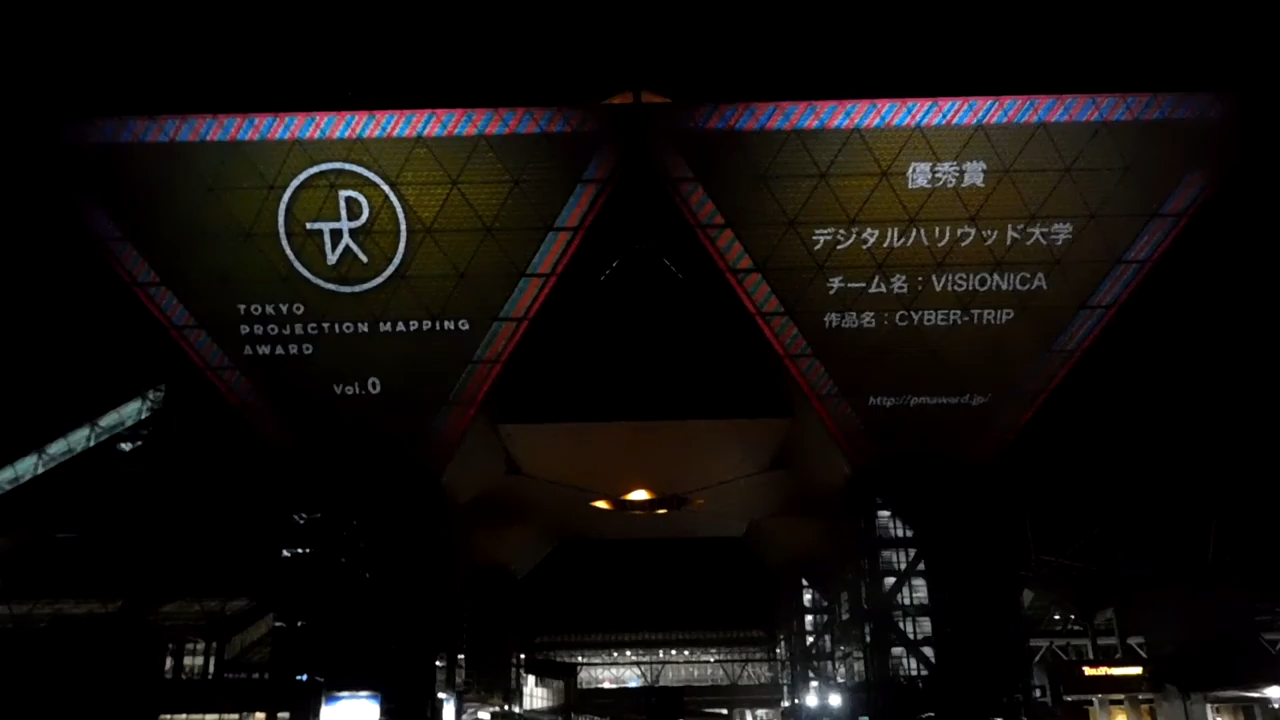 TOKYO
PROJECTION MAPPING
AWARD
Vol.0
優秀賞
デジタルハリウッド大学
チーム名：VISIONICA
作品名：CYBER-TRIP
http://pmaward.jp/